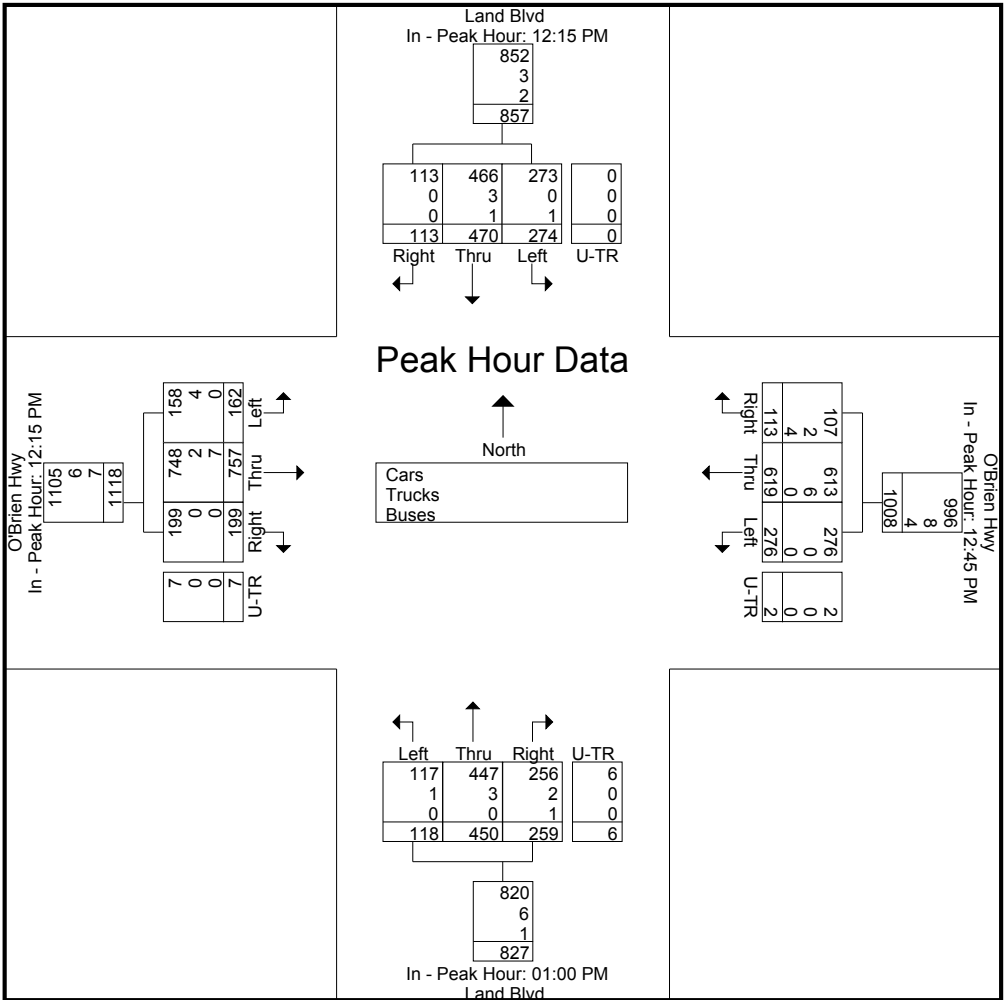 Land Blvd
In - Peak Hour: 12:15 PM
852
3
2
857
113 466 273 0
0 3 0 0
0 1 1 0
113 470 274 0
Right Thru Left U-TR
Peak Hour Data
North
Cars
Trucks
Buses
O'Brien Hwy
In - Peak Hour: 12:15 PM
1105
6
7
1118
158 4 0 162 Left
748 2 7 757 Thru
199 0 0 199 Right
7 0 0 7 U-TR
O'Brien Hwy
In - Peak Hour: 12:45 PM
996
8
4
1008
Right 113 4 2 107
Thru 619 0 6 613
Left 276 0 0 276
U-TR 2 0 0 2
Left Thru Right U-TR
117 447 256 6
1 3 2 0
0 0 1 0
118 450 259 6
820
6
1
827
In - Peak Hour: 01:00 PM
Land Blvd